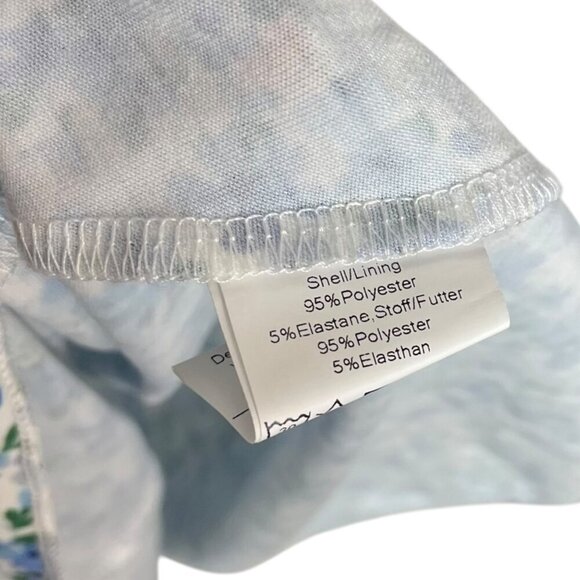 Shell/Lining
95%Polyester
5%Elastane,Stoff/Futter
95%Polyester
5%Elasthan